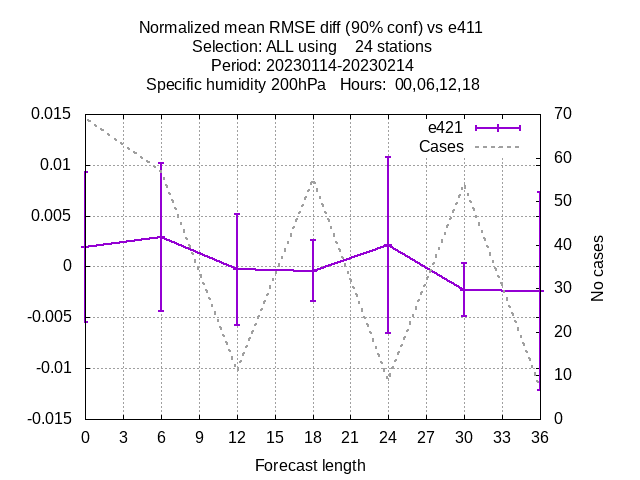 Normalized mean RMSE diff (90% conf) vs e411
Selection: ALL using    24 stations
Period: 20230114-20230214
Specific humidity 200hPa   Hours:  00,06,12,18
0.015
0.01
0.005
0
-0.005
-0.01
-0.015
70
60
50
40
30
20
10
0
e421
Cases
No cases
0 3 6 9 12 15 18 21 24 27 30 33 36
Forecast length